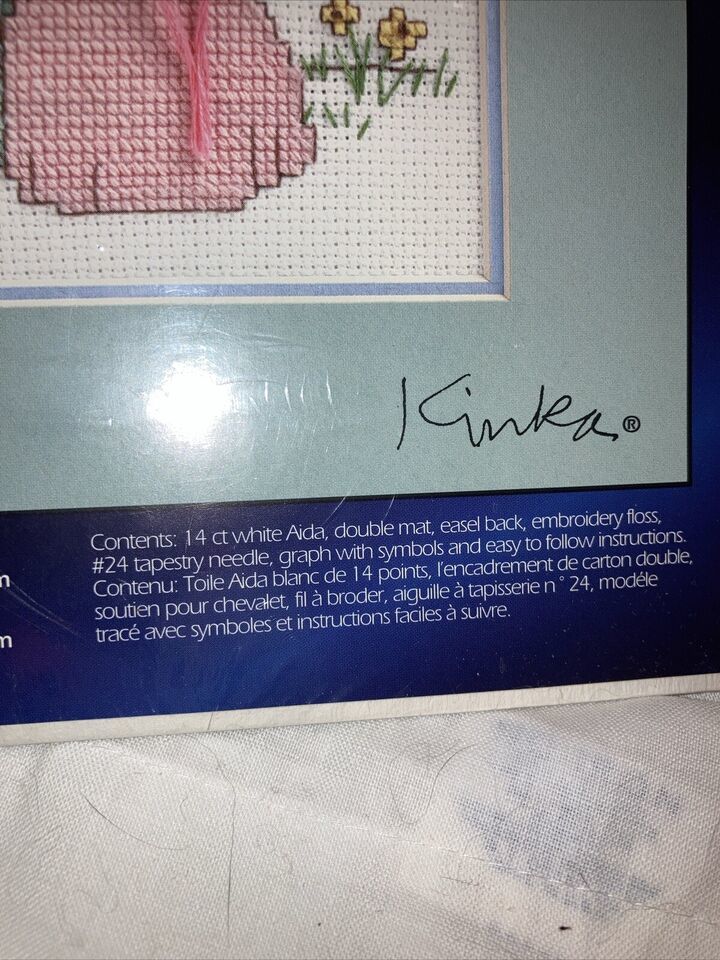 Kinka®
Contents: 14 ct white Aida, double mat, easel back, embroidery floss,
#24 tapestry needle, graph with symbols and easy to follow instructions.
Contenu: Toile Aida blanc de 14 points, l'encadrement de carton double,
soutien pour chevalet, fil à broder, aiguille à tapisserie n° 24, modéle
tracé avec symboles et instructions faciles à suivre.
m
m